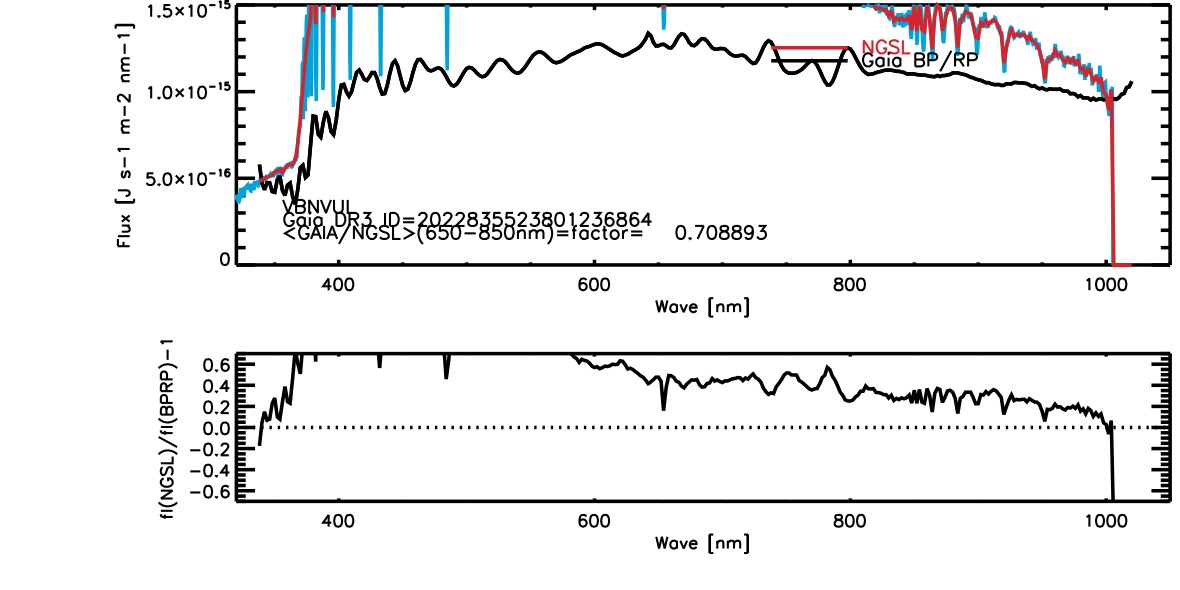 1.5×10⁻¹⁵
1.0×10⁻¹⁵
5.0×10⁻¹⁶
0
Flux [J s−1 m−2 nm−1]
NGSL
Gaia BP/RP
VBNVUL
Gaia DR3 ID=2022835523801236864
<GAIA/NGSL>(650−850nm)=factor= 0.708893
400 600 800 1000
Wave [nm]
fl(NGSL)/fl(BPRP)−1
0.6
0.4
0.2
0.0
−0.2
−0.4
−0.6
400 600 800 1000
Wave [nm]